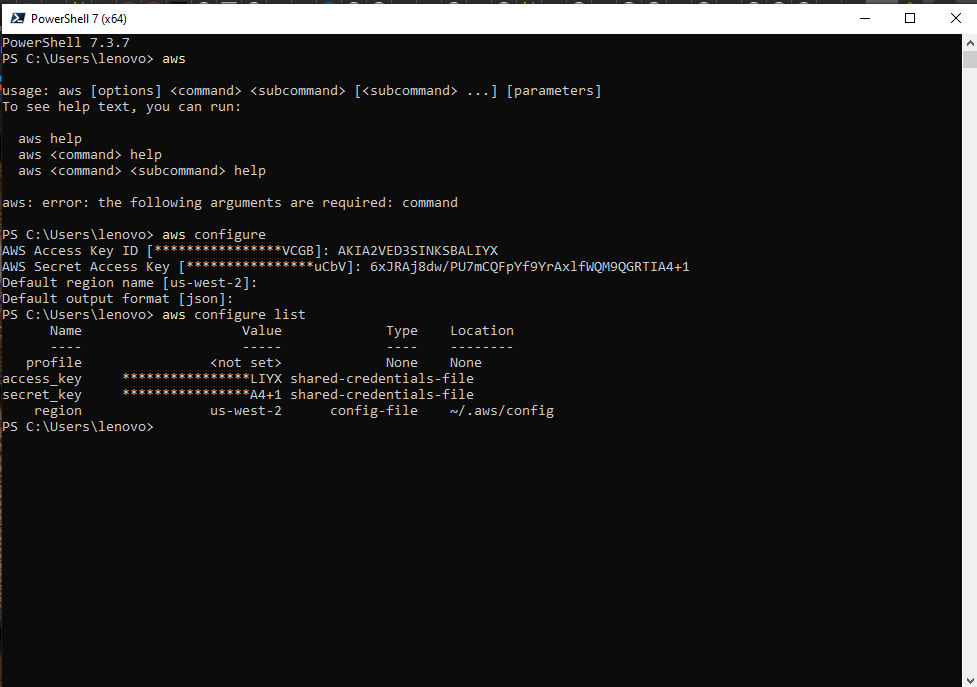 PowerShell 7 (x64)
PowerShell 7.3.7
PS C:\Users\lenovo> aws
usage: aws [options] <command> <subcommand> [<subcommand> ...] [parameters]
To see help text, you can run:
aws help
aws <command> help
aws <command> <subcommand> help
aws: error: the following arguments are required: command
PS C:\Users\lenovo> aws configure
AWS Access Key ID [****************VCGB]: AKIA2VED3SINKSBALIYX
AWS Secret Access Key [****************uCbV]: 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
Default region name [us-west-2]:
Default output format [json]:
PS C:\Users\lenovo> aws configure list
Name Value Type Location
---- ----- ---- --------
profile <not set> None None
access_key ****************LIYX shared-credentials-file
secret_key ****************A4+1 shared-credentials-file
region us-west-2 config-file ~/.aws/config
PS C:\Users\lenovo>